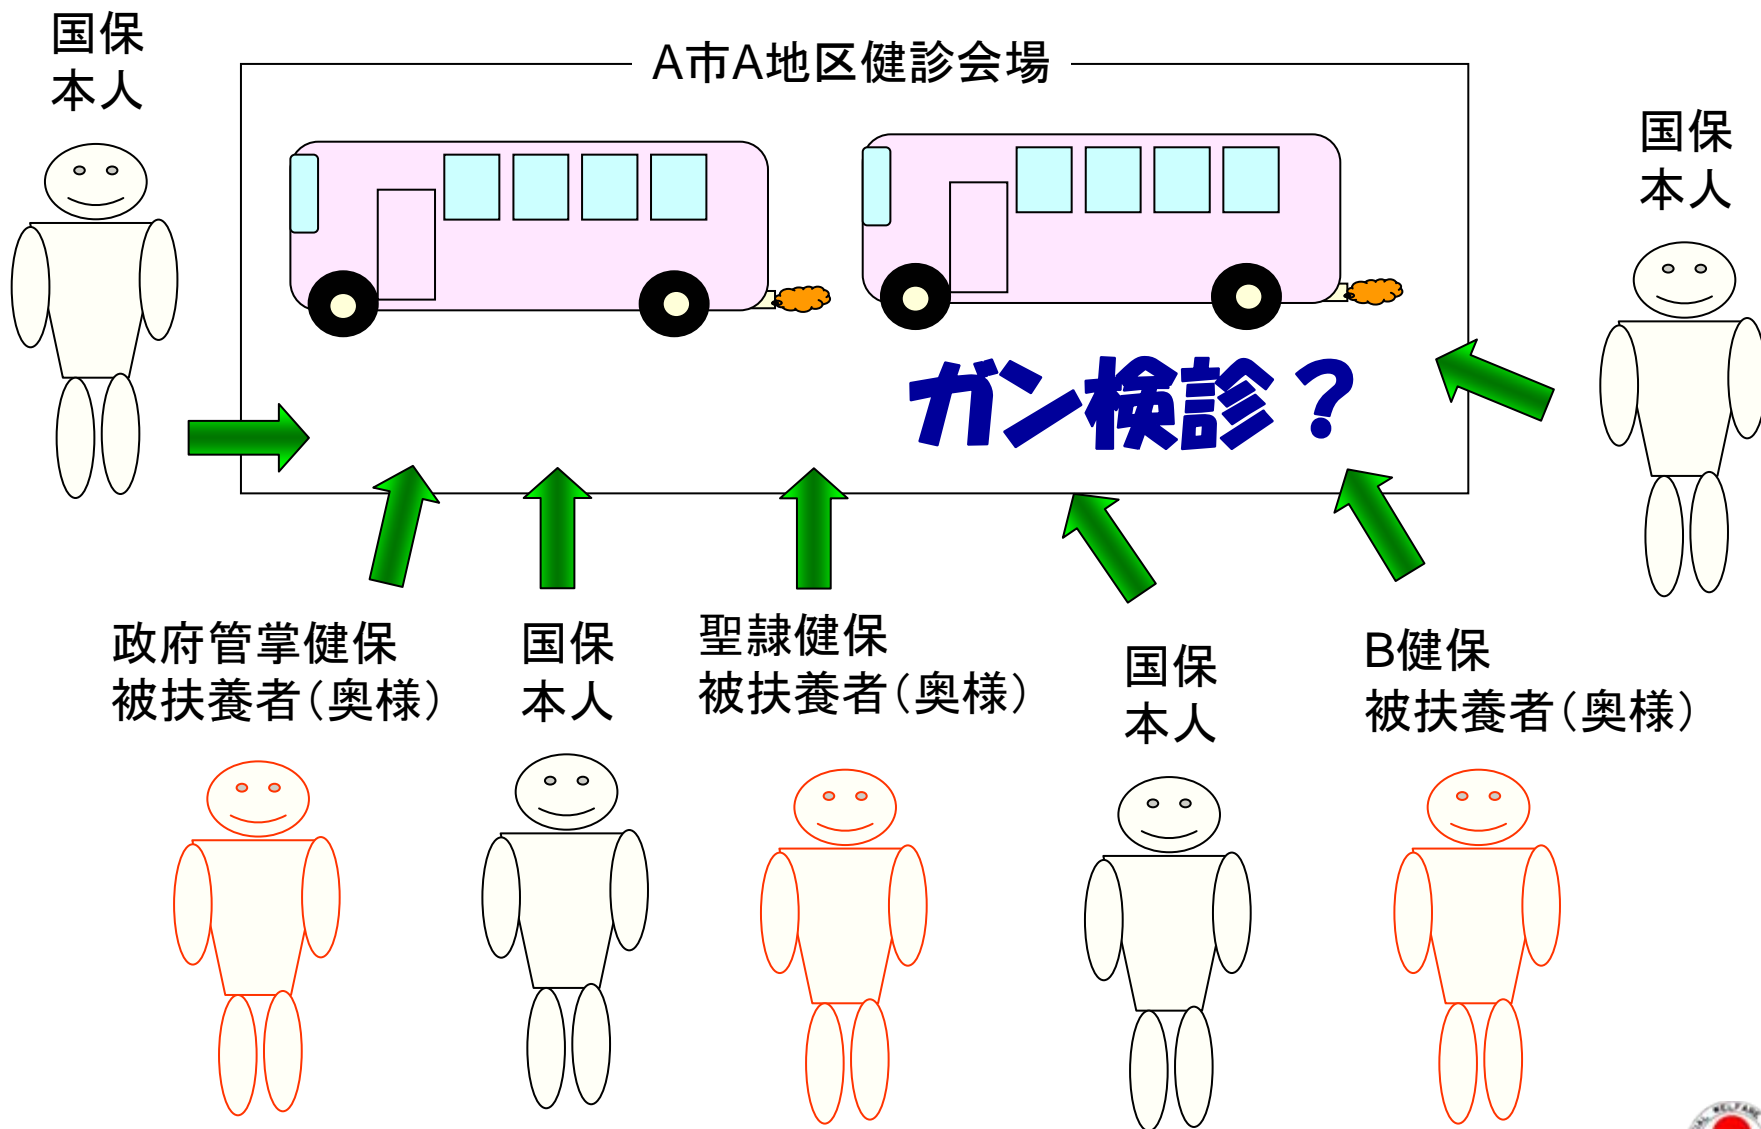 国保
本人
A市A地区健診会場
国保
本人
ガン検診？
政府管掌健保
被扶養者（奥様）
国保
本人
聖隷健保
被扶養者（奥様）
国保
本人
B健保
被扶養者（奥様）
WELFARE